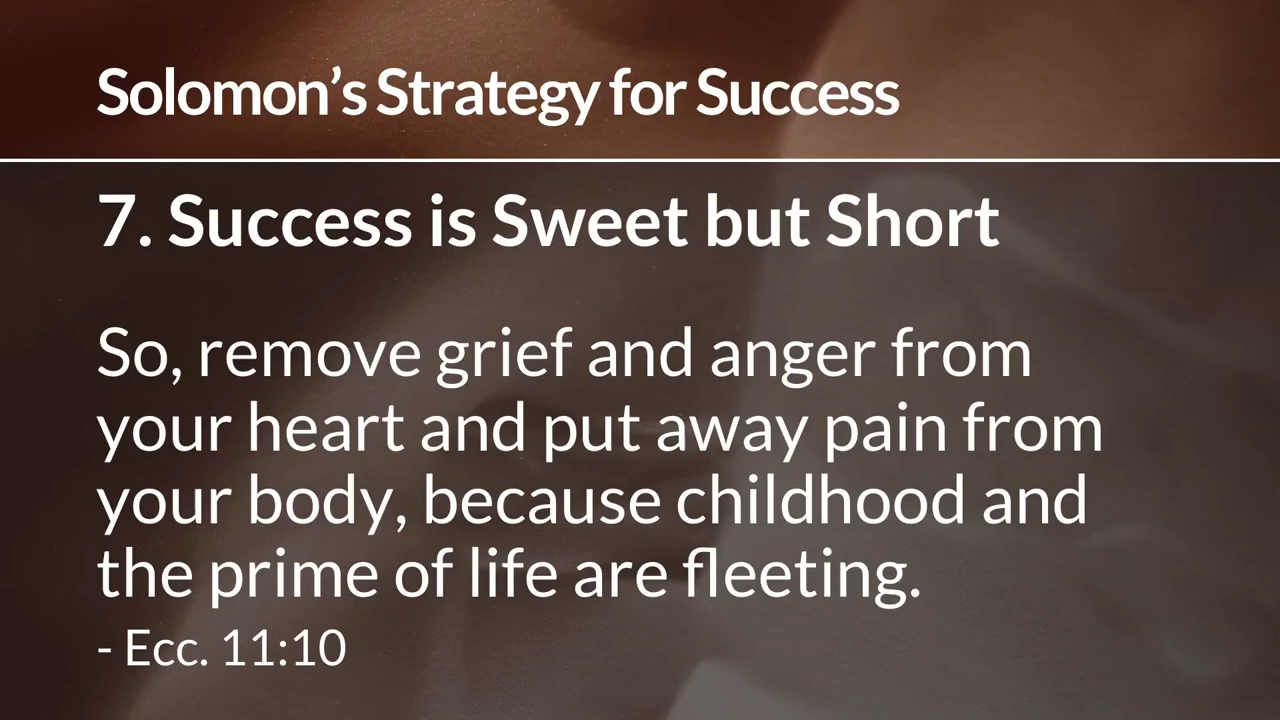 Solomon’s Strategy for Success
7. Success is Sweet but Short
So, remove grief and anger from
your heart and put away pain from
your body, because childhood and
the prime of life are fleeting.
- Ecc. 11:10